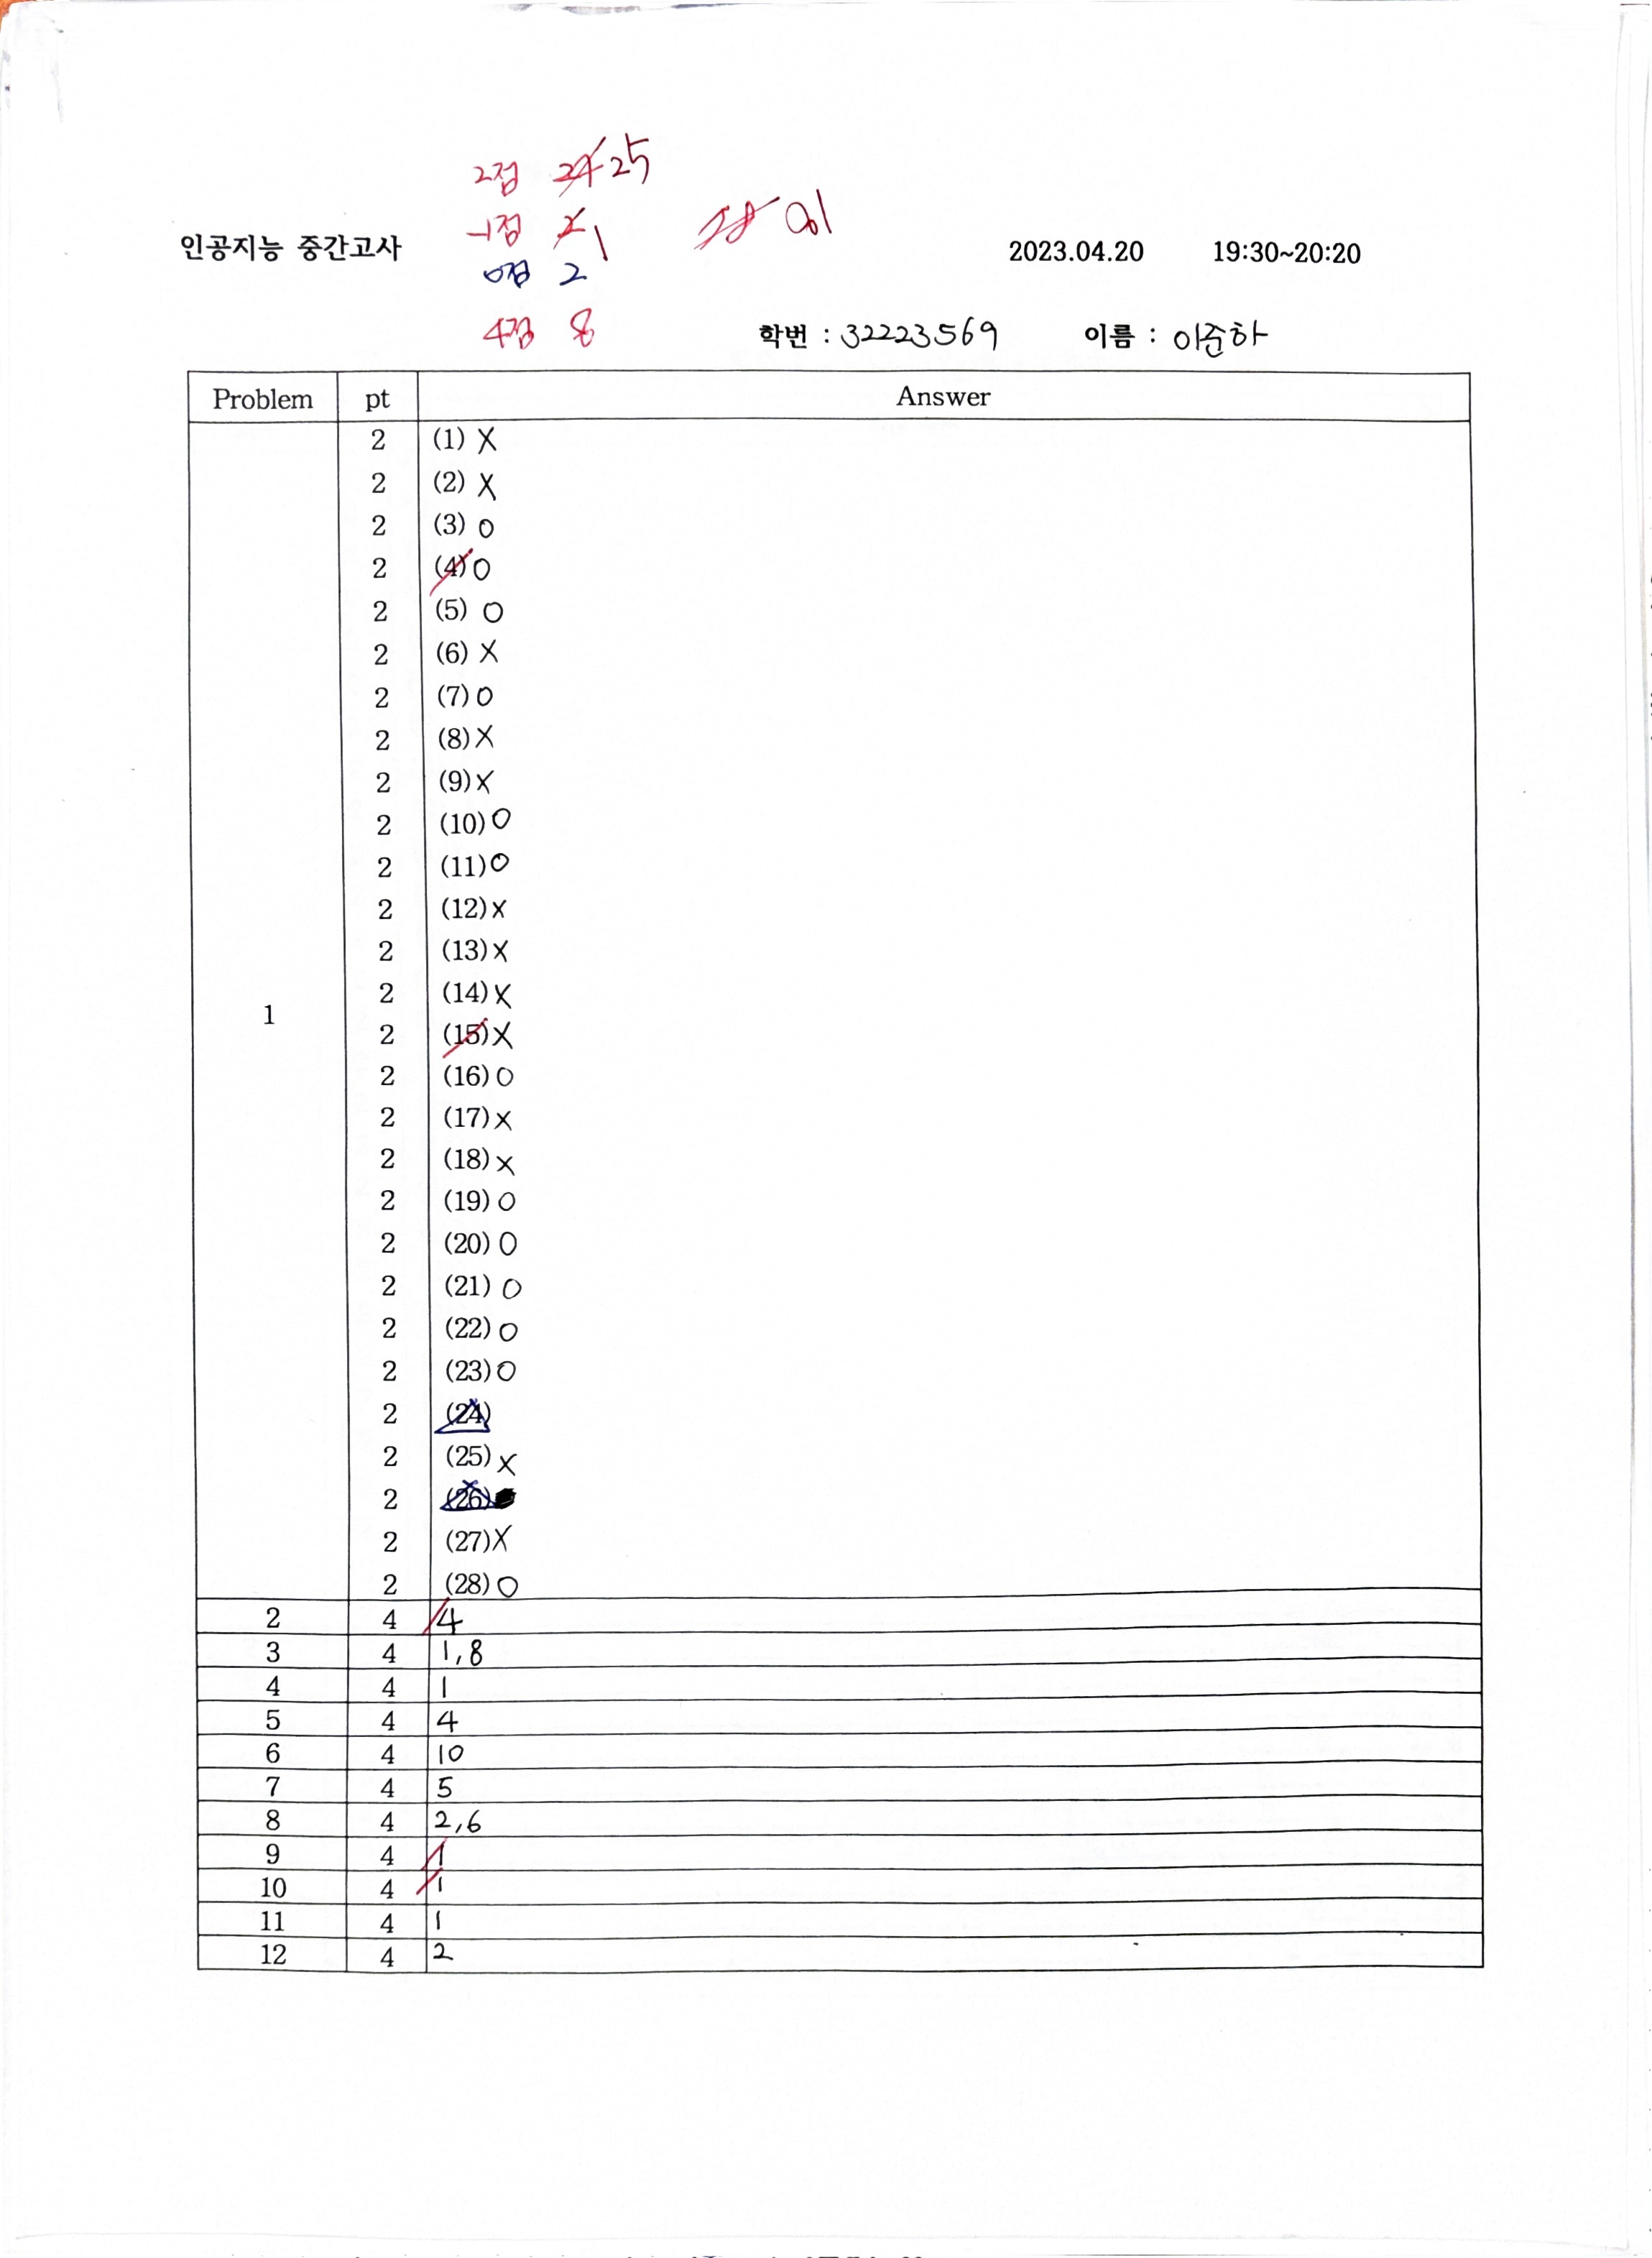 2점 24 25
인공지능 중간고사 -1점 2 1 78 81 2023.04.20 19:30~20:20
0점 2
4점 8 학번 : 32223569 이름 : 이준하
Problem pt Answer
2 (1) X
2 (2) X
2 (3) O
2 (4) O
2 (5) O
2 (6) X
2 (7) O
2 (8) X
2 (9) X
2 (10) O
2 (11) O
2 (12) X
2 (13) X
2 (14) X
1
2 (15) X
2 (16) O
2 (17) X
2 (18) X
2 (19) O
2 (20) O
2 (21) O
2 (22) O
2 (23) O
2 (24)
2 (25) X
2 (26)
2 (27) X
2 (28) O
2 4 4
3 4 1,8
4 4 1
5 4 4
6 4 10
7 4 5
8 4 2,6
9 4 1
10 4 1
11 4 1
12 4 2